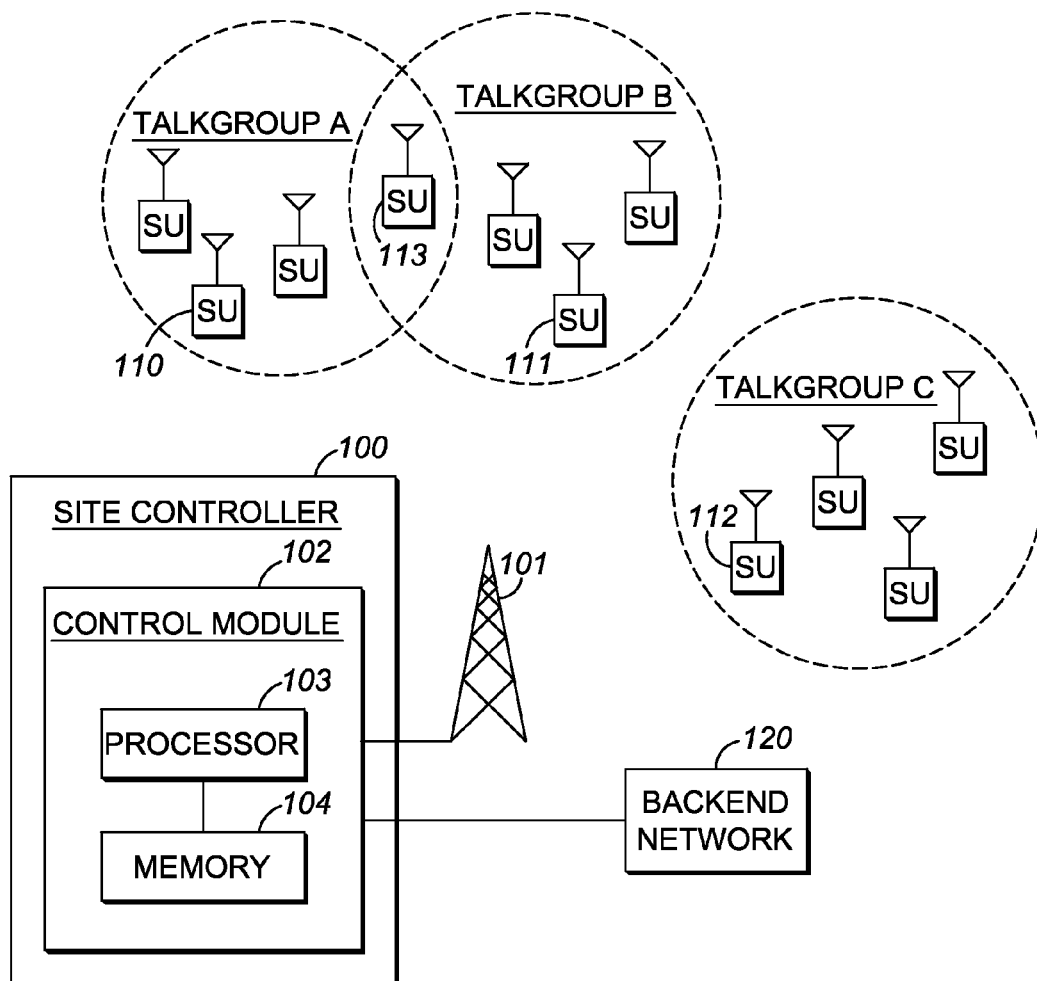 TALKGROUP A
TALKGROUP B
SU
SU
SU
SU
113
SU
SU
SU
110
SU
111
TALKGROUP C
SU
SU
112
SU
SU
100
SITE CONTROLLER
102
CONTROL MODULE
103
PROCESSOR
104
MEMORY
101
120
BACKEND
NETWORK